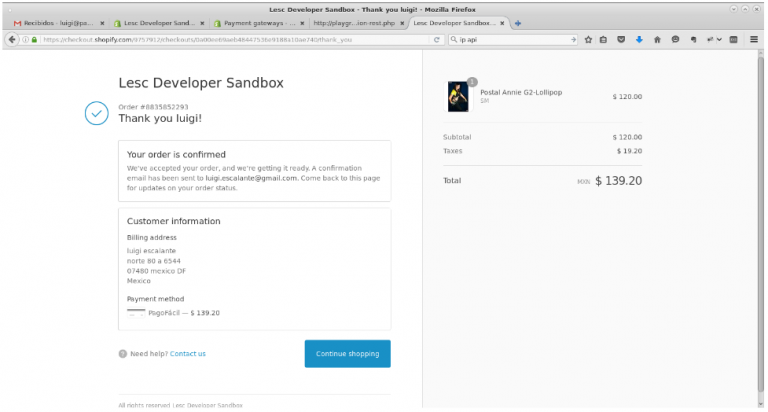 Lesc Developer Sandbox - Thank you luigi! - Mozilla Firefox
Recibidos - luigi@pa...
Lesc Developer Sand...
Payment gateways - ...
http://playgr...ion-rest.php
Lesc Developer Sandbox...
https://checkout.shopify.com/
/thank_you
ip api
Lesc Developer Sandbox
Order #8835852293
Thank you luigi!
Your order is confirmed
We've accepted your order, and we're getting it ready. A confirmation
email has been sent to luigi.escalante@gmail.com. Come back to this page
for updates on your order status.
Customer information
Billing address
luigi escalante
norte 80 a 6544
07480 mexico DF
Mexico
Payment method
PagoFácil — $ 139.20
? Need help? Contact us
Continue shopping
All rights reserved Lesc Developer Sandbox
1
Postal Annie G2-Lollipop
$ 120.00
S/M
Subtotal
$ 120.00
Taxes
$ 19.20
Total
MXN $ 139.20